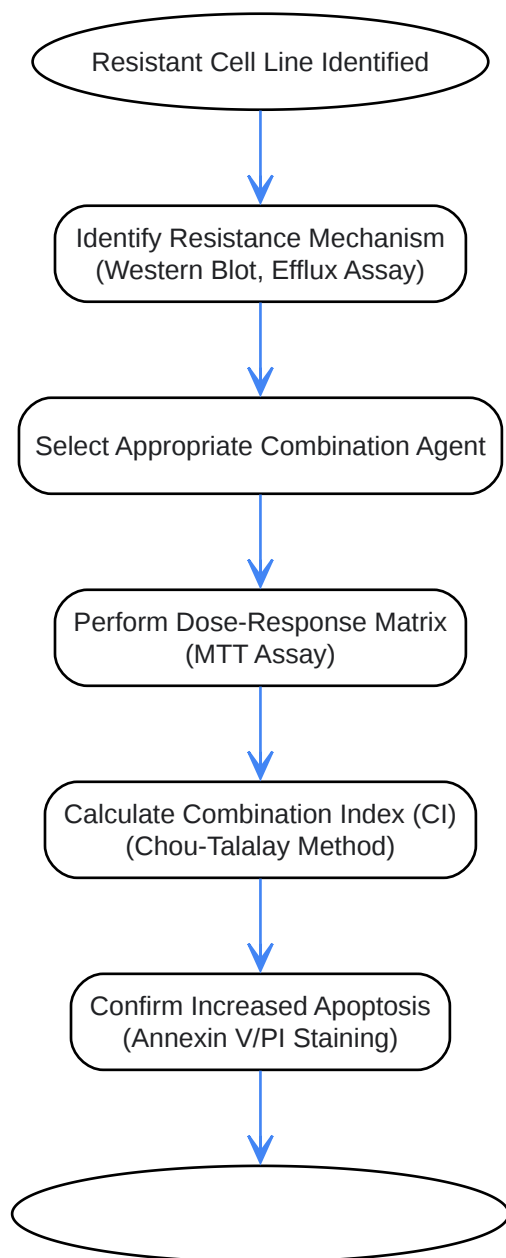 Resistant Cell Line Identified
Identify Resistance Mechanism
(Western Blot, Efflux Assay)
Select Appropriate Combination Agent
Perform Dose-Response Matrix
(MTT Assay)
Calculate Combination Index (CI)
(Chou-Talalay Method)
Confirm Increased Apoptosis
(Annexin V/PI Staining)